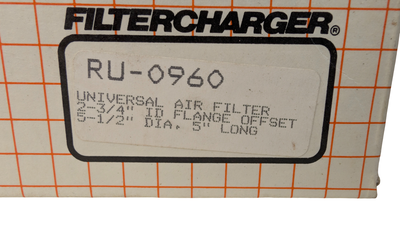 FILTERCHARGER®
RU-0960
UNIVERSAL AIR FILTER
2-3/4" ID FLANGE OFFSET
5-1/2" DIA, 5" LONG